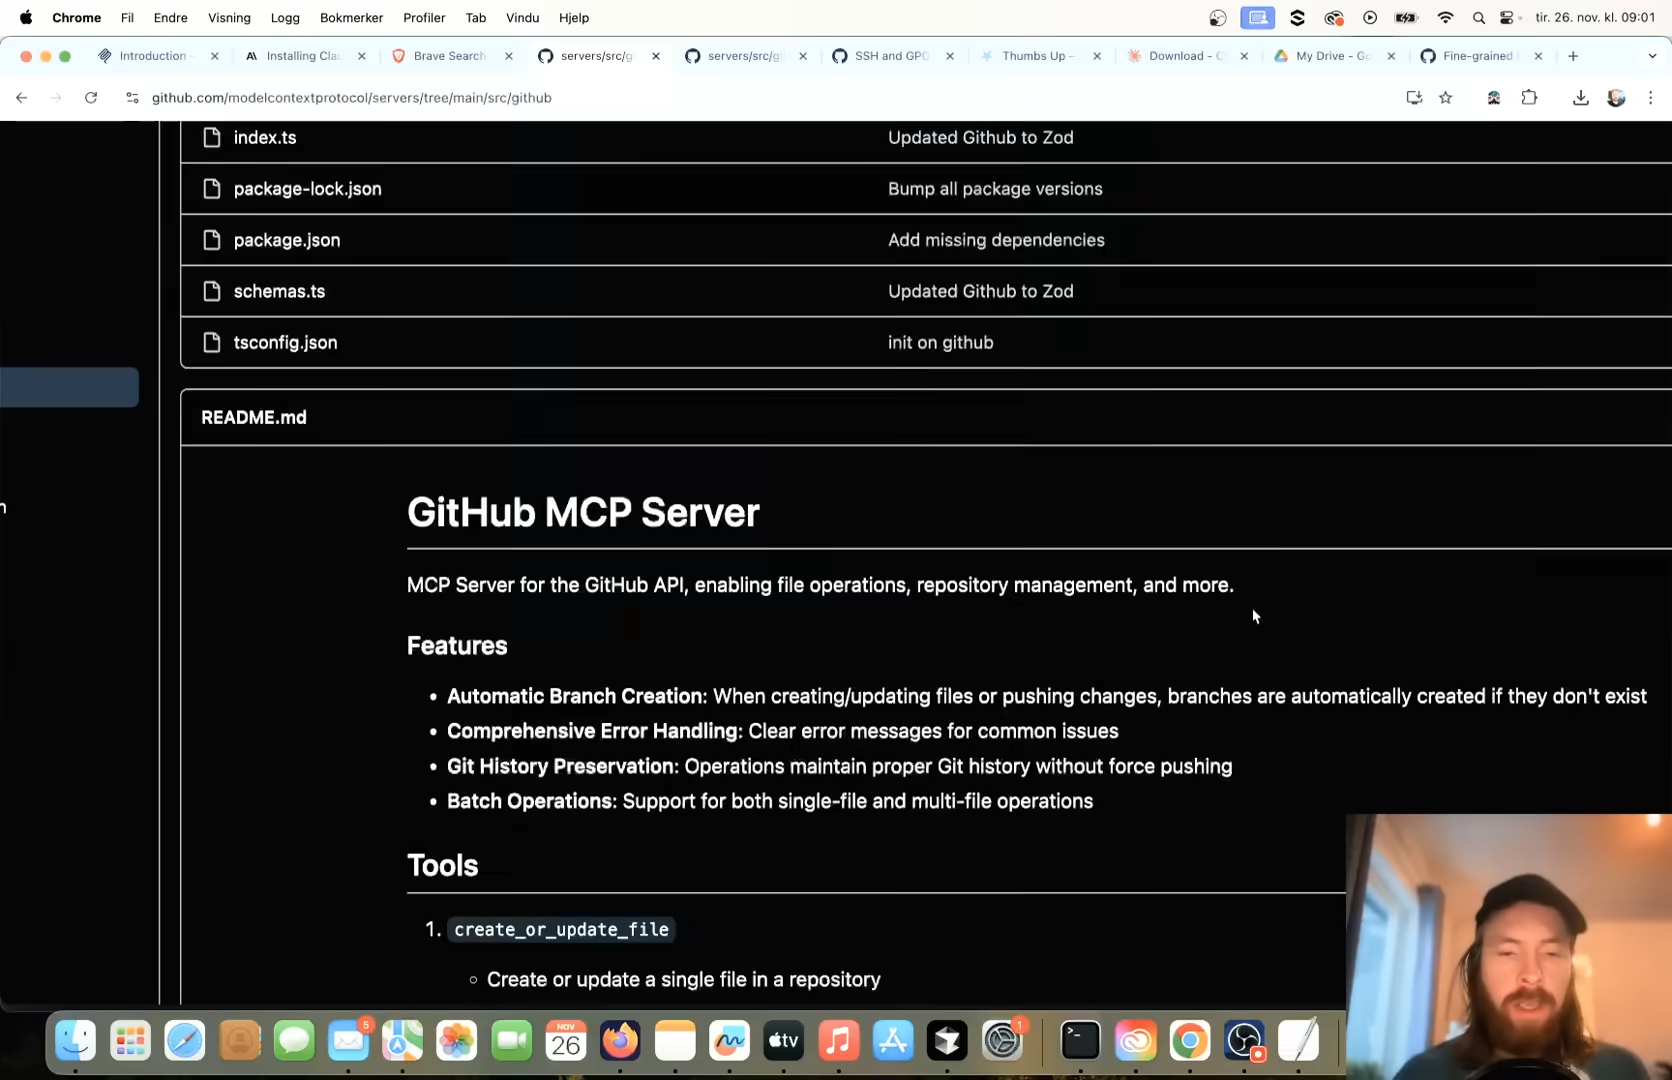 Chrome Fil Endre Visning Logg Bokmerker Profiler Tab Vindu Hjelp tir. 26. nov. kl. 09:01
Introduction Installing Clau Brave Search servers/src/g servers/src/gi SSH and GPG Thumbs Up - Download - C My Drive - Go Fine-grained
github.com/modelcontextprotocol/servers/tree/main/src/github
index.ts Updated Github to Zod
package-lock.json Bump all package versions
package.json Add missing dependencies
schemas.ts Updated Github to Zod
tsconfig.json init on github
README.md
n
GitHub MCP Server
MCP Server for the GitHub API, enabling file operations, repository management, and more.
Features
• Automatic Branch Creation: When creating/updating files or pushing changes, branches are automatically created if they don't exist
• Comprehensive Error Handling: Clear error messages for common issues
• Git History Preservation: Operations maintain proper Git history without force pushing
• Batch Operations: Support for both single-file and multi-file operations
Tools
1. create_or_update_file
○ Create or update a single file in a repository
5 NOV 26 tv 1